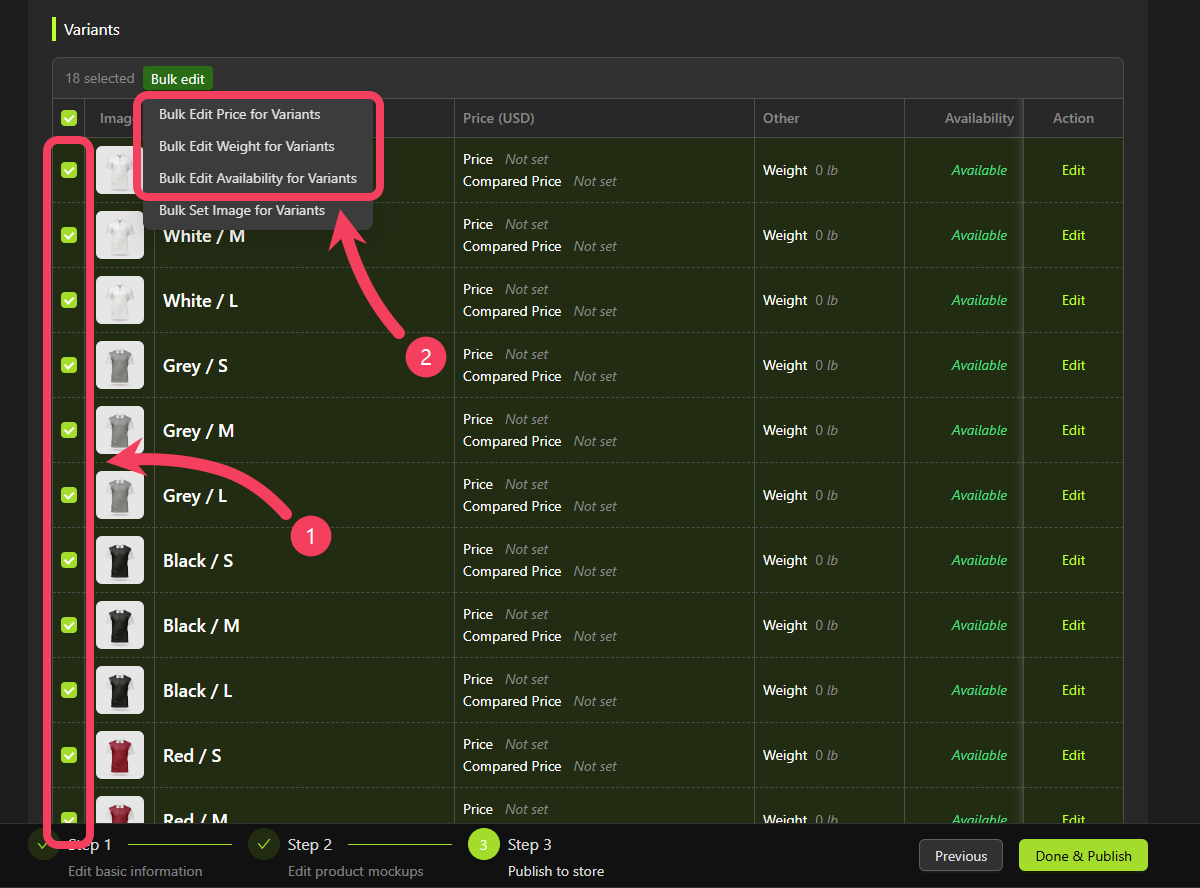 Variants
18 selected Bulk edit
Image Price (USD) Other Availability Action
Bulk Edit Price for Variants
Bulk Edit Weight for Variants
Bulk Edit Availability for Variants
Bulk Set Image for Variants
Price Not set
Compared Price Not set
Weight 0 lb Available Edit
White / M
Price Not set
Compared Price Not set
Weight 0 lb Available Edit
White / L
Price Not set
Compared Price Not set
Weight 0 lb Available Edit
2
Grey / S
Price Not set
Compared Price Not set
Weight 0 lb Available Edit
Grey / M
Price Not set
Compared Price Not set
Weight 0 lb Available Edit
Grey / L
Price Not set
Compared Price Not set
Weight 0 lb Available Edit
1
Black / S
Price Not set
Compared Price Not set
Weight 0 lb Available Edit
Black / M
Price Not set
Compared Price Not set
Weight 0 lb Available Edit
Black / L
Price Not set
Compared Price Not set
Weight 0 lb Available Edit
Red / S
Price Not set
Compared Price Not set
Weight 0 lb Available Edit
Red / M
Price Not set
Weight 0 lb Available Edit
Step 1
Edit basic information
Step 2
Edit product mockups
3 Step 3
Publish to store
Previous Done & Publish